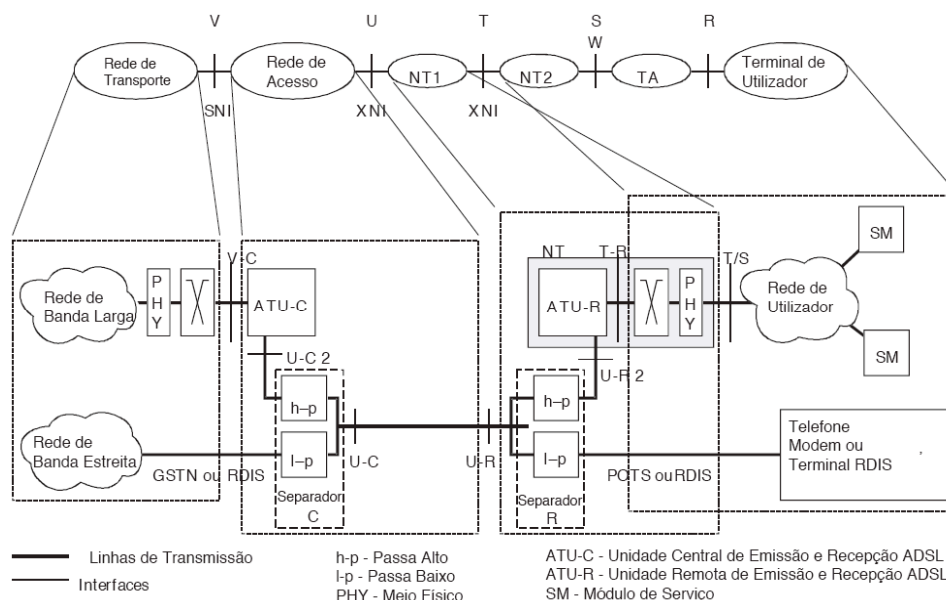 V
U
T
S
W
R
Rede de
Transporte
Rede de
Acesso
NT1
NT2
TA
Terminal de
Utilizador
SNI
XNI
XNI
V-C
NT
T-R
T/S
SM
Rede de
Banda Larga
P
H
Y
ATU-C
ATU-R
P
H
Y
Rede de
Utilizador
SM
U-C 2
U-R 2
h–p
h–p
Rede de
Banda Estreita
l–p
U-C
U-R
l–p
Telefone
Modem ou
Terminal RDIS
GSTN ou RDIS
POTS ou RDIS
Separador
C
Separador
R
Linhas de Transmissão
Interfaces
h-p - Passa Alto
l-p - Passa Baixo
PHY - Meio Físico
ATU-C - Unidade Central de Emissão e Recepção ADSL
ATU-R - Unidade Remota de Emissão e Recepção ADSL
SM - Módulo de Serviço